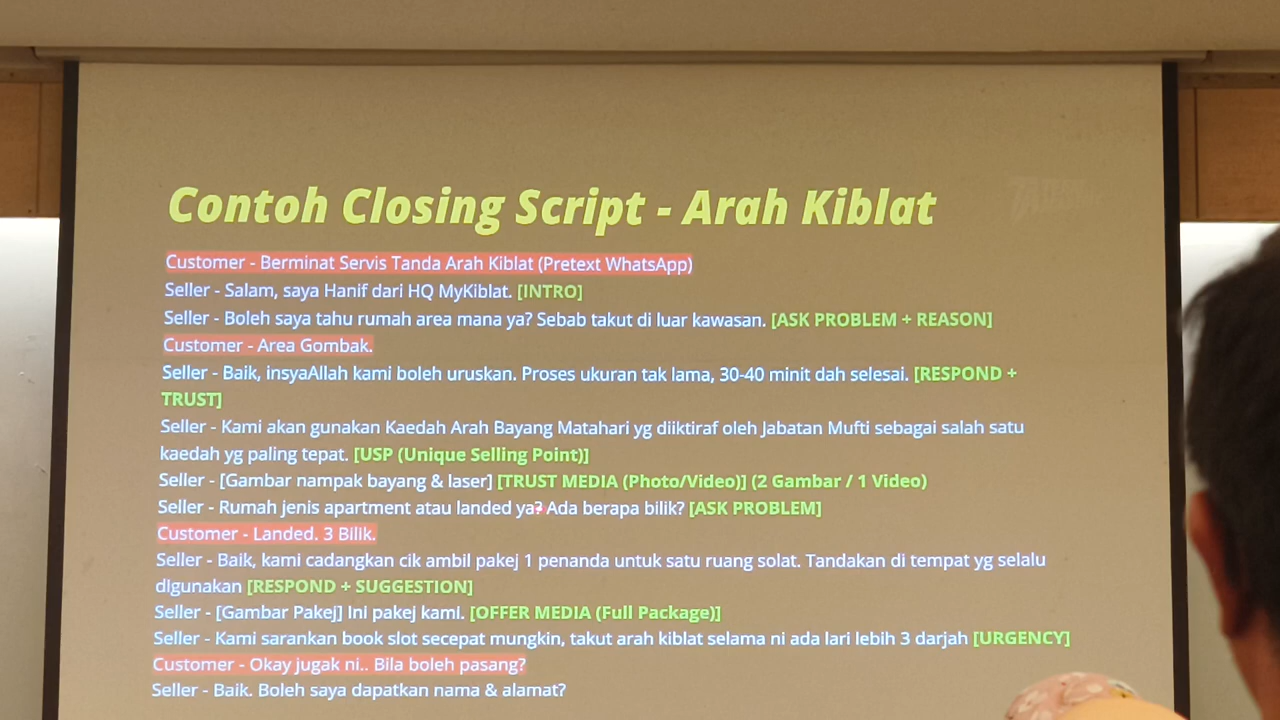 Contoh Closing Script - Arah Kiblat
Customer - Berminat Servis Tanda Arah Kiblat (Pretext WhatsApp)
Seller - Salam, saya Hanif dari HQ MyKiblat. [INTRO]
Seller - Boleh saya tahu rumah area mana ya? Sebab takut di luar kawasan. [ASK PROBLEM + REASON]
Customer - Area Gombak.
Seller - Baik, insyaAllah kami boleh uruskan. Proses ukuran tak lama, 30-40 minit dah selesai. [RESPOND +
TRUST]
Seller - Kami akan gunakan Kaedah Arah Bayang Matahari yg diiktiraf oleh Jabatan Mufti sebagai salah satu
kaedah yg paling tepat. [USP (Unique Selling Point)]
Seller - [Gambar nampak bayang & laser] [TRUST MEDIA (Photo/Video)] (2 Gambar / 1 Video)
Seller - Rumah jenis apartment atau landed ya? Ada berapa bilik? [ASK PROBLEM]
Customer - Landed. 3 Bilik.
Seller - Baik, kami cadangkan cik ambil pakej 1 penanda untuk satu ruang solat. Tandakan di tempat yg selalu
digunakan [RESPOND + SUGGESTION]
Seller - [Gambar Pakej] Ini pakej kami. [OFFER MEDIA (Full Package)]
Seller - Kami sarankan book slot secepat mungkin, takut arah kiblat selama ni ada lari lebih 3 darjah [URGENCY]
Customer - Okay jugak ni.. Bila boleh pasang?
Seller - Baik. Boleh saya dapatkan nama & alamat?